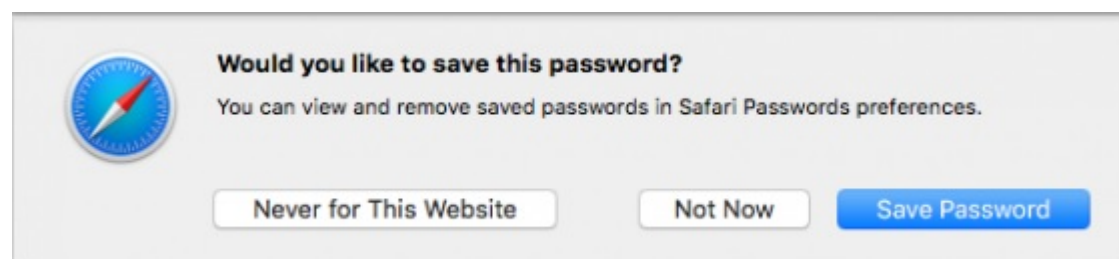 Would you like to save this password?
You can view and remove saved passwords in Safari Passwords preferences.
Never for This Website
Not Now
Save Password